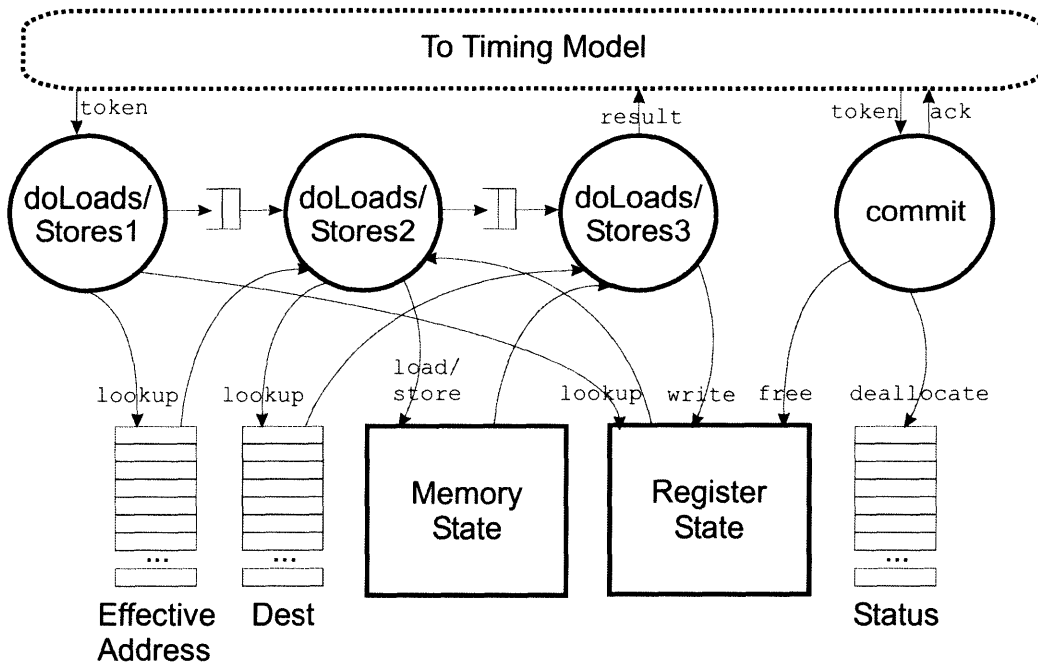 To Timing Model
token
result
token
ack
doLoads/
Stores1
doLoads/
Stores2
doLoads/
Stores3
commit
load/
store
lookup
lookup
lookup
write
free
deallocate
Memory
State
Register
State
...
...
...
Effective
Address
Dest
Status